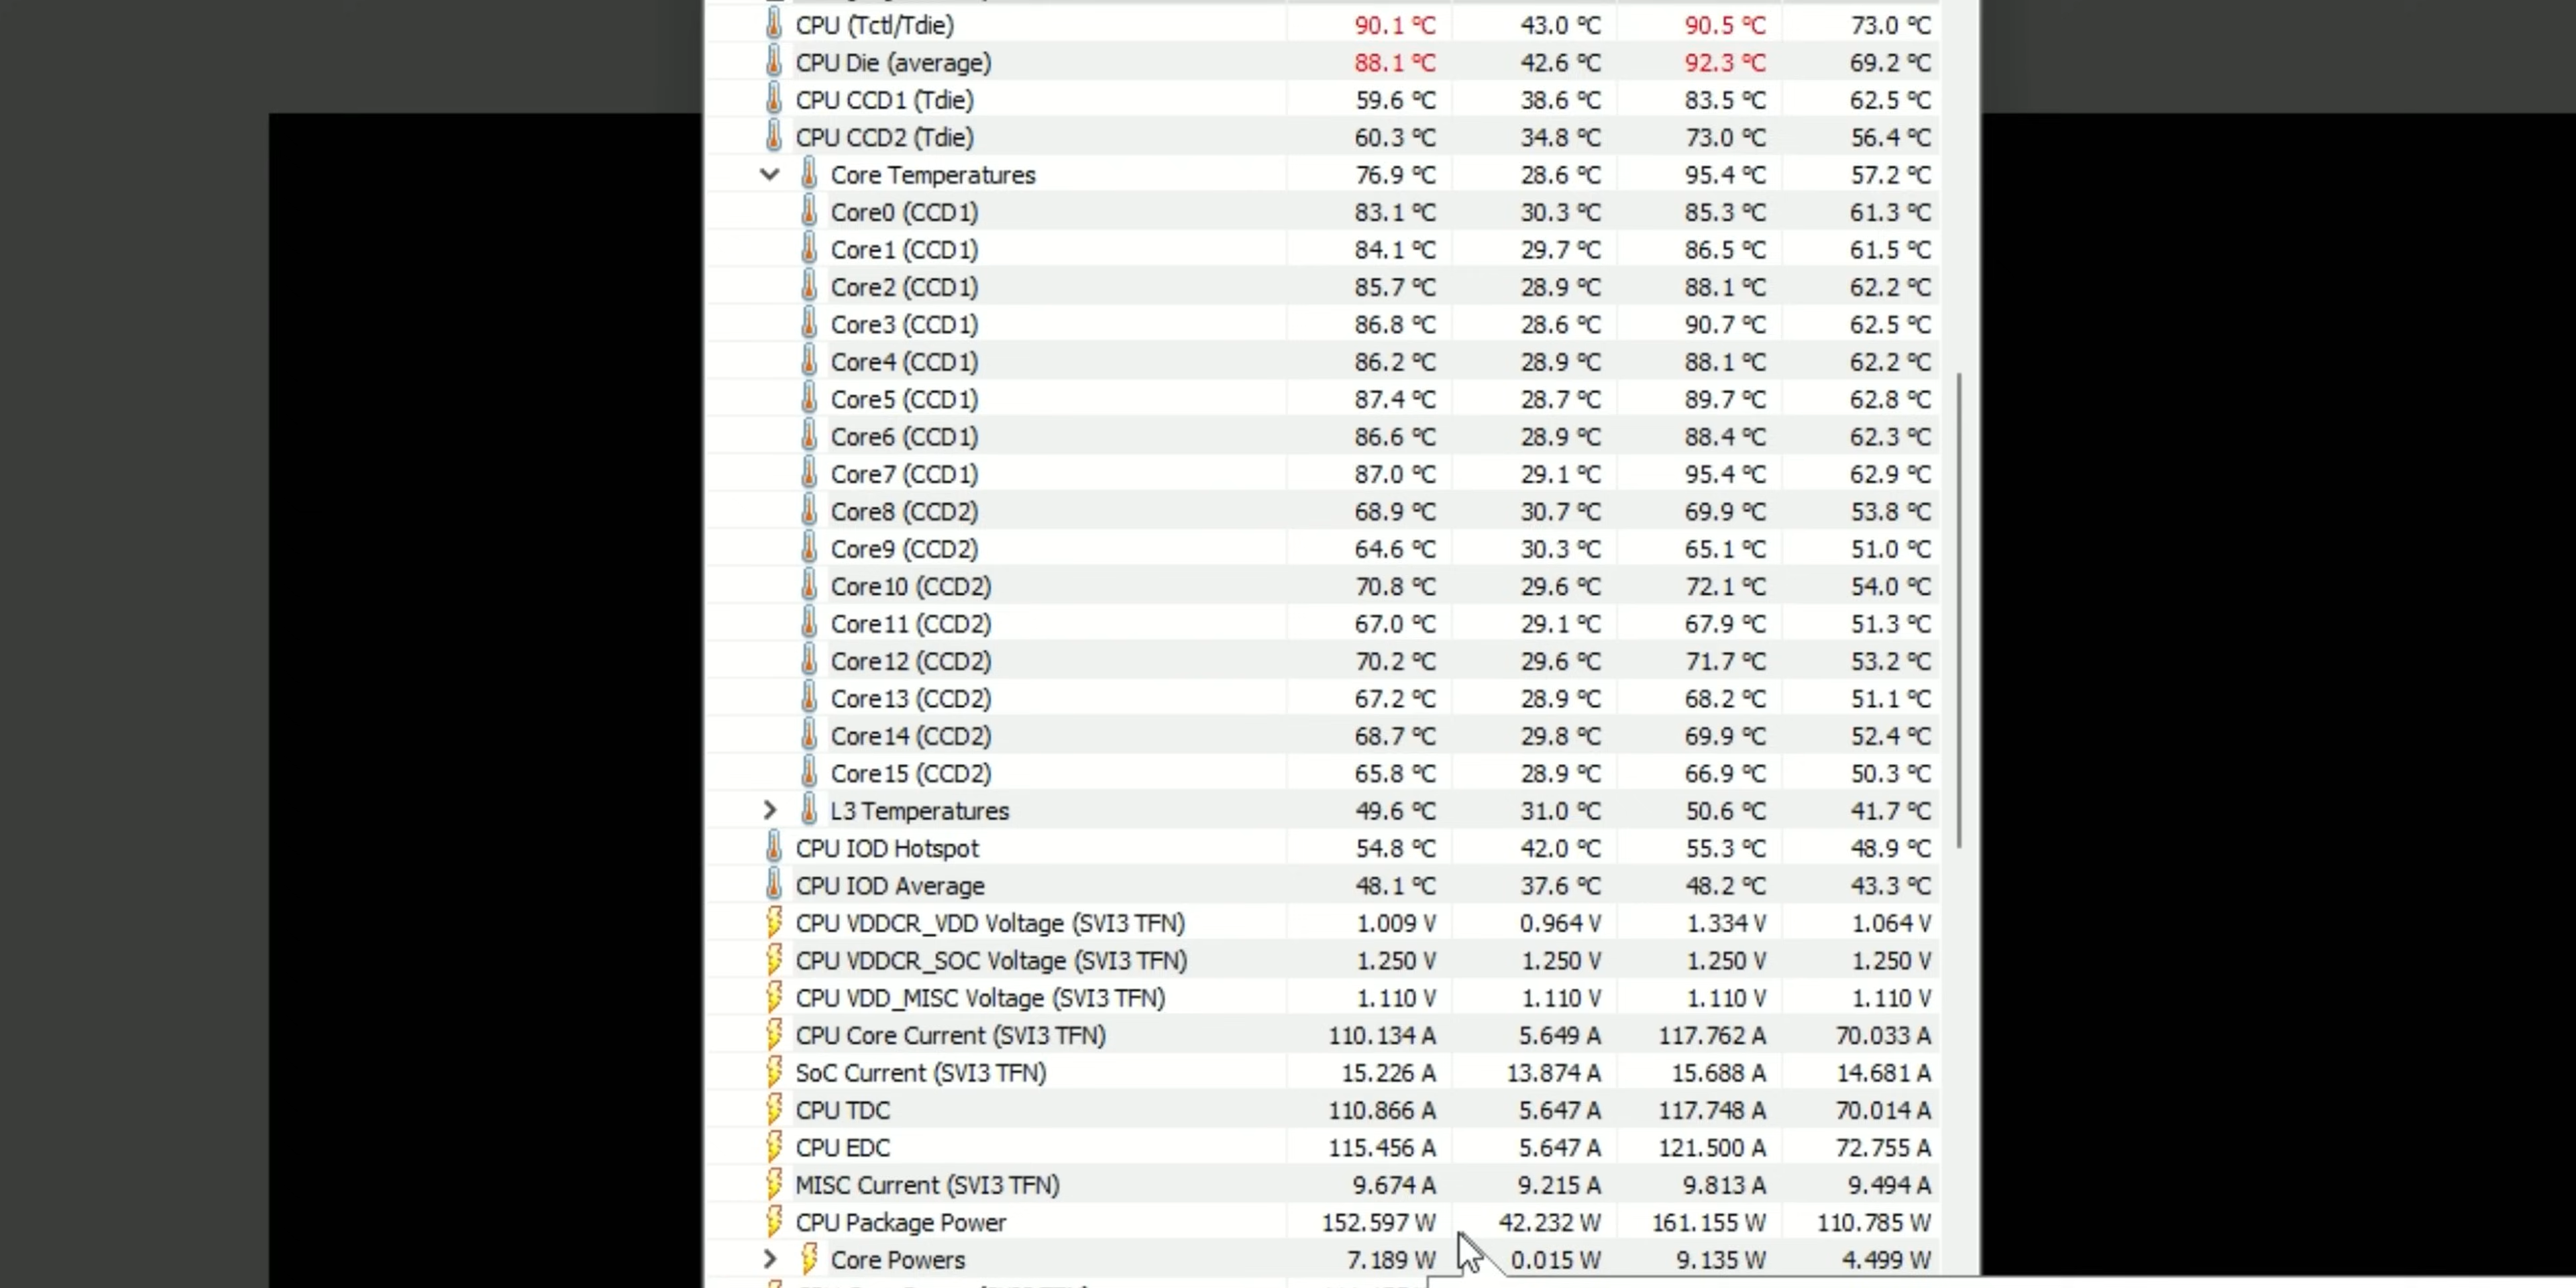 CPU (Tctl/Tdie) 90.1 °C 43.0 °C 90.5 °C 73.0 °C
CPU Die (average) 88.1 °C 42.6 °C 92.3 °C 69.2 °C
CPU CCD1 (Tdie) 59.6 °C 38.6 °C 83.5 °C 62.5 °C
CPU CCD2 (Tdie) 60.3 °C 34.8 °C 73.0 °C 56.4 °C
Core Temperatures 76.9 °C 28.6 °C 95.4 °C 57.2 °C
Core0 (CCD1) 83.1 °C 30.3 °C 85.3 °C 61.3 °C
Core1 (CCD1) 84.1 °C 29.7 °C 86.5 °C 61.5 °C
Core2 (CCD1) 85.7 °C 28.9 °C 88.1 °C 62.2 °C
Core3 (CCD1) 86.8 °C 28.6 °C 90.7 °C 62.5 °C
Core4 (CCD1) 86.2 °C 28.9 °C 88.1 °C 62.2 °C
Core5 (CCD1) 87.4 °C 28.7 °C 89.7 °C 62.8 °C
Core6 (CCD1) 86.6 °C 28.9 °C 88.4 °C 62.3 °C
Core7 (CCD1) 87.0 °C 29.1 °C 95.4 °C 62.9 °C
Core8 (CCD2) 68.9 °C 30.7 °C 69.9 °C 53.8 °C
Core9 (CCD2) 64.6 °C 30.3 °C 65.1 °C 51.0 °C
Core10 (CCD2) 70.8 °C 29.6 °C 72.1 °C 54.0 °C
Core11 (CCD2) 67.0 °C 29.1 °C 67.9 °C 51.3 °C
Core12 (CCD2) 70.2 °C 29.6 °C 71.7 °C 53.2 °C
Core13 (CCD2) 67.2 °C 28.9 °C 68.2 °C 51.1 °C
Core14 (CCD2) 68.7 °C 29.8 °C 69.9 °C 52.4 °C
Core15 (CCD2) 65.8 °C 28.9 °C 66.9 °C 50.3 °C
L3 Temperatures 49.6 °C 31.0 °C 50.6 °C 41.7 °C
CPU IOD Hotspot 54.8 °C 42.0 °C 55.3 °C 48.9 °C
CPU IOD Average 48.1 °C 37.6 °C 48.2 °C 43.3 °C
CPU VDDCR_VDD Voltage (SVI3 TFN) 1.009 V 0.964 V 1.334 V 1.064 V
CPU VDDCR_SOC Voltage (SVI3 TFN) 1.250 V 1.250 V 1.250 V 1.250 V
CPU VDD_MISC Voltage (SVI3 TFN) 1.110 V 1.110 V 1.110 V 1.110 V
CPU Core Current (SVI3 TFN) 110.134 A 5.649 A 117.762 A 70.033 A
SoC Current (SVI3 TFN) 15.226 A 13.874 A 15.688 A 14.681 A
CPU TDC 110.866 A 5.647 A 117.748 A 70.014 A
CPU EDC 115.456 A 5.647 A 121.500 A 72.755 A
MISC Current (SVI3 TFN) 9.674 A 9.215 A 9.813 A 9.494 A
CPU Package Power 152.597 W 42.232 W 161.155 W 110.785 W
Core Powers 7.189 W 0.015 W 9.135 W 4.499 W